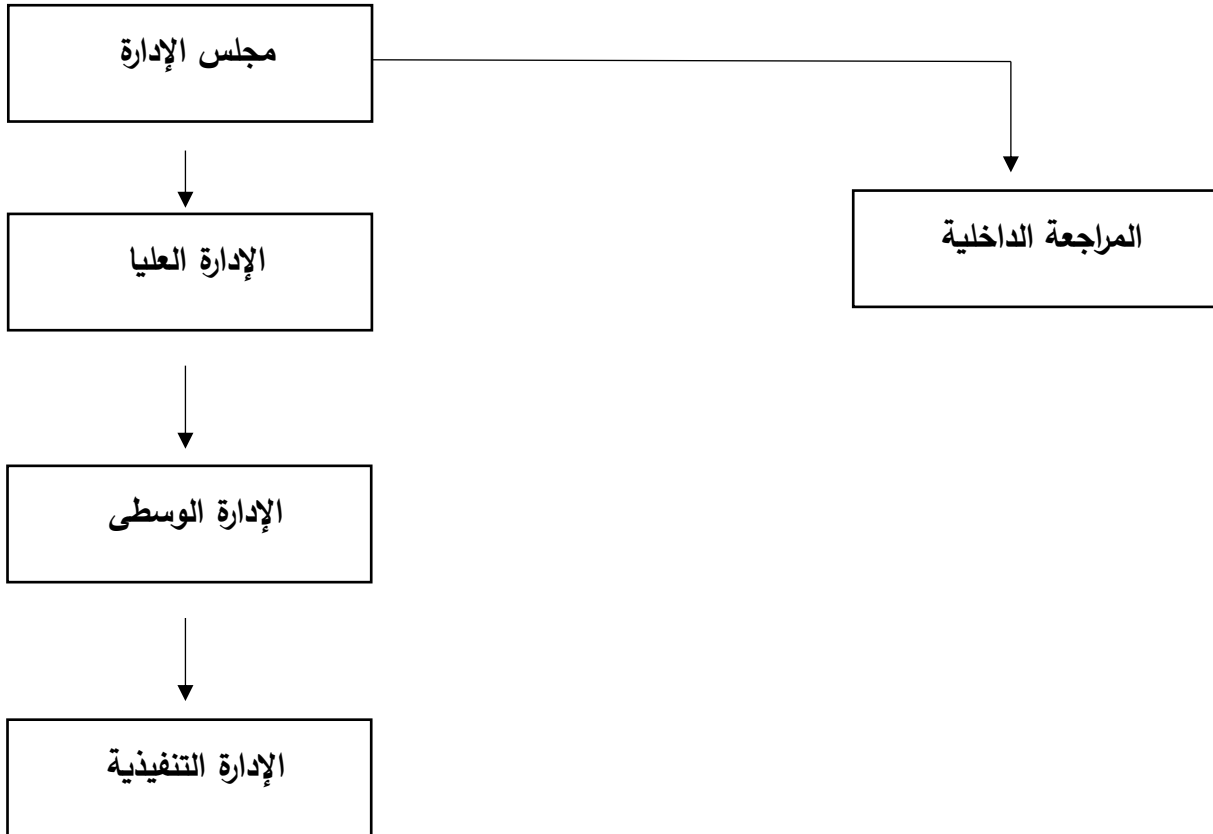 مجلس الإدارة
المراجعة الداخلية
الإدارة العليا
الإدارة الوسطى
الإدارة التنفيذية